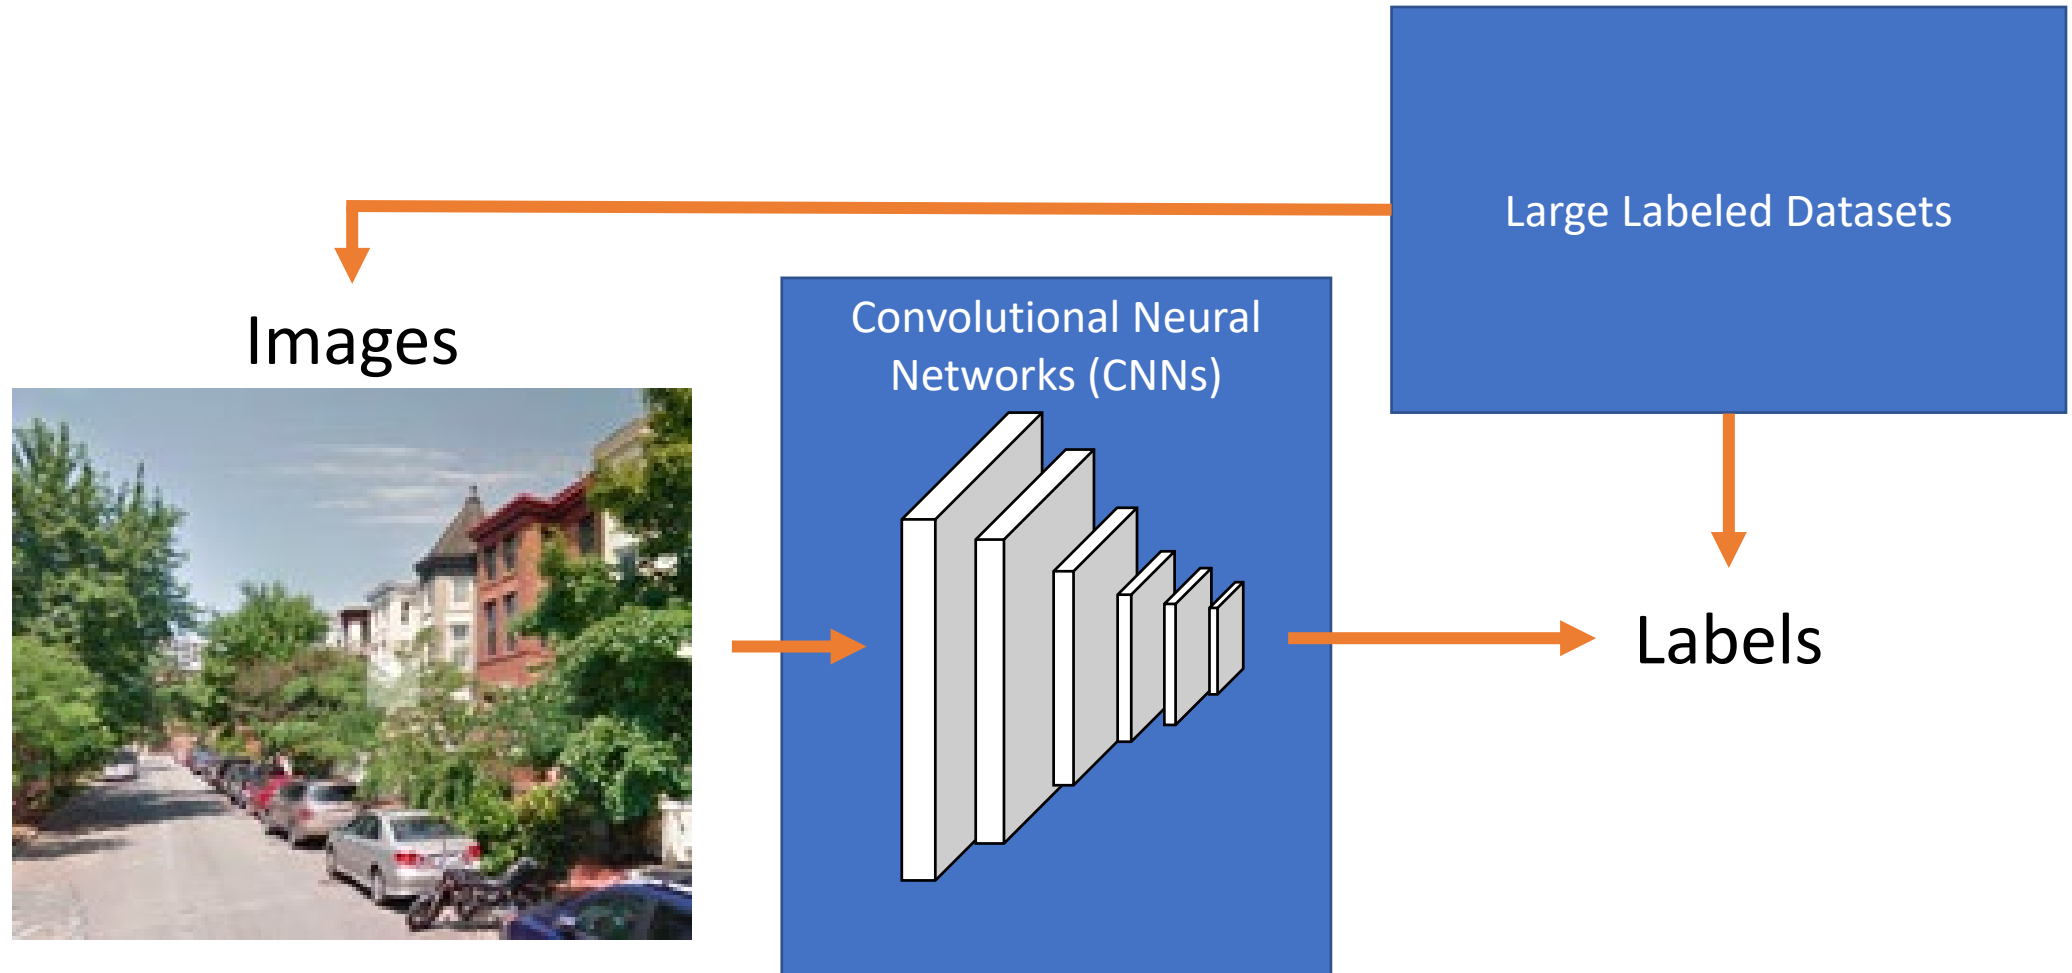 Large Labeled Datasets
Images
Convolutional Neural
Networks (CNNs)
Labels